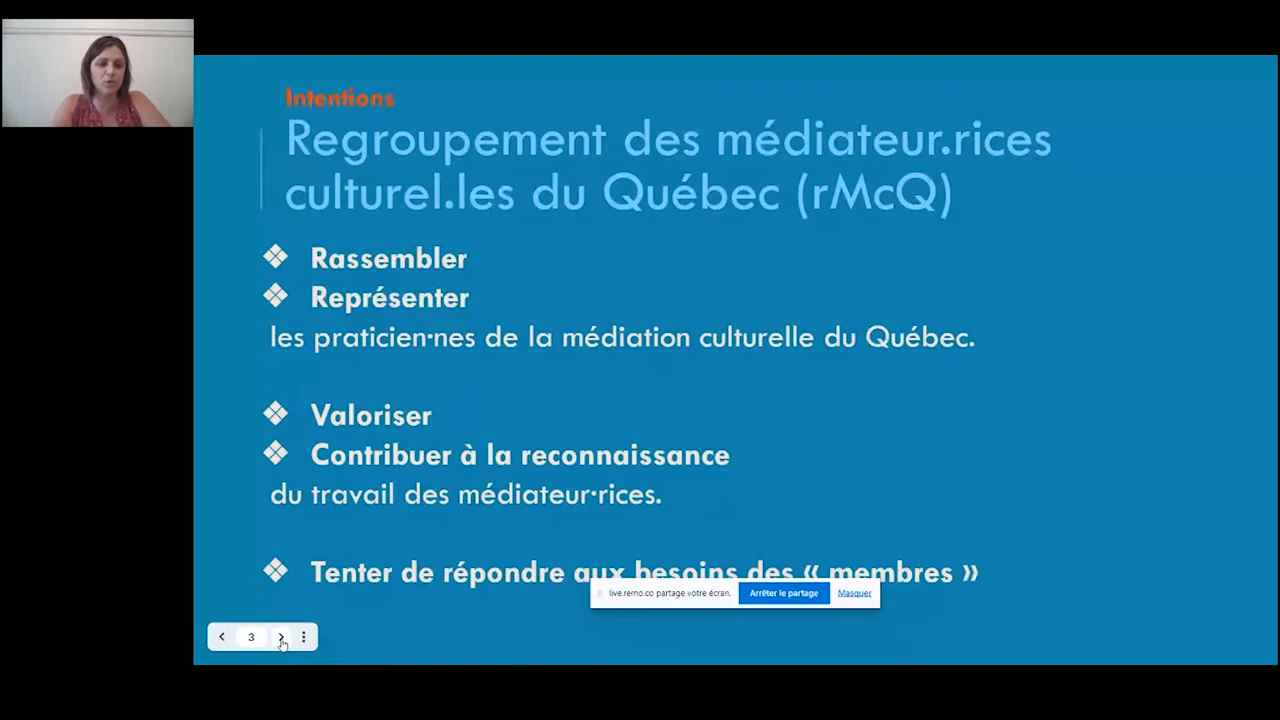 Intentions
Regroupement des médiateur.rices
culturel.les du Québec (rMcQ)
❖ Rassembler
❖ Représenter
les praticien·nes de la médiation culturelle du Québec.
❖ Valoriser
❖ Contribuer à la reconnaissance
du travail des médiateur·rices.
❖ Tenter de répondre aux besoins des « membres »
live.remo.co partage votre écran. Arrêter le partage Masquer
3